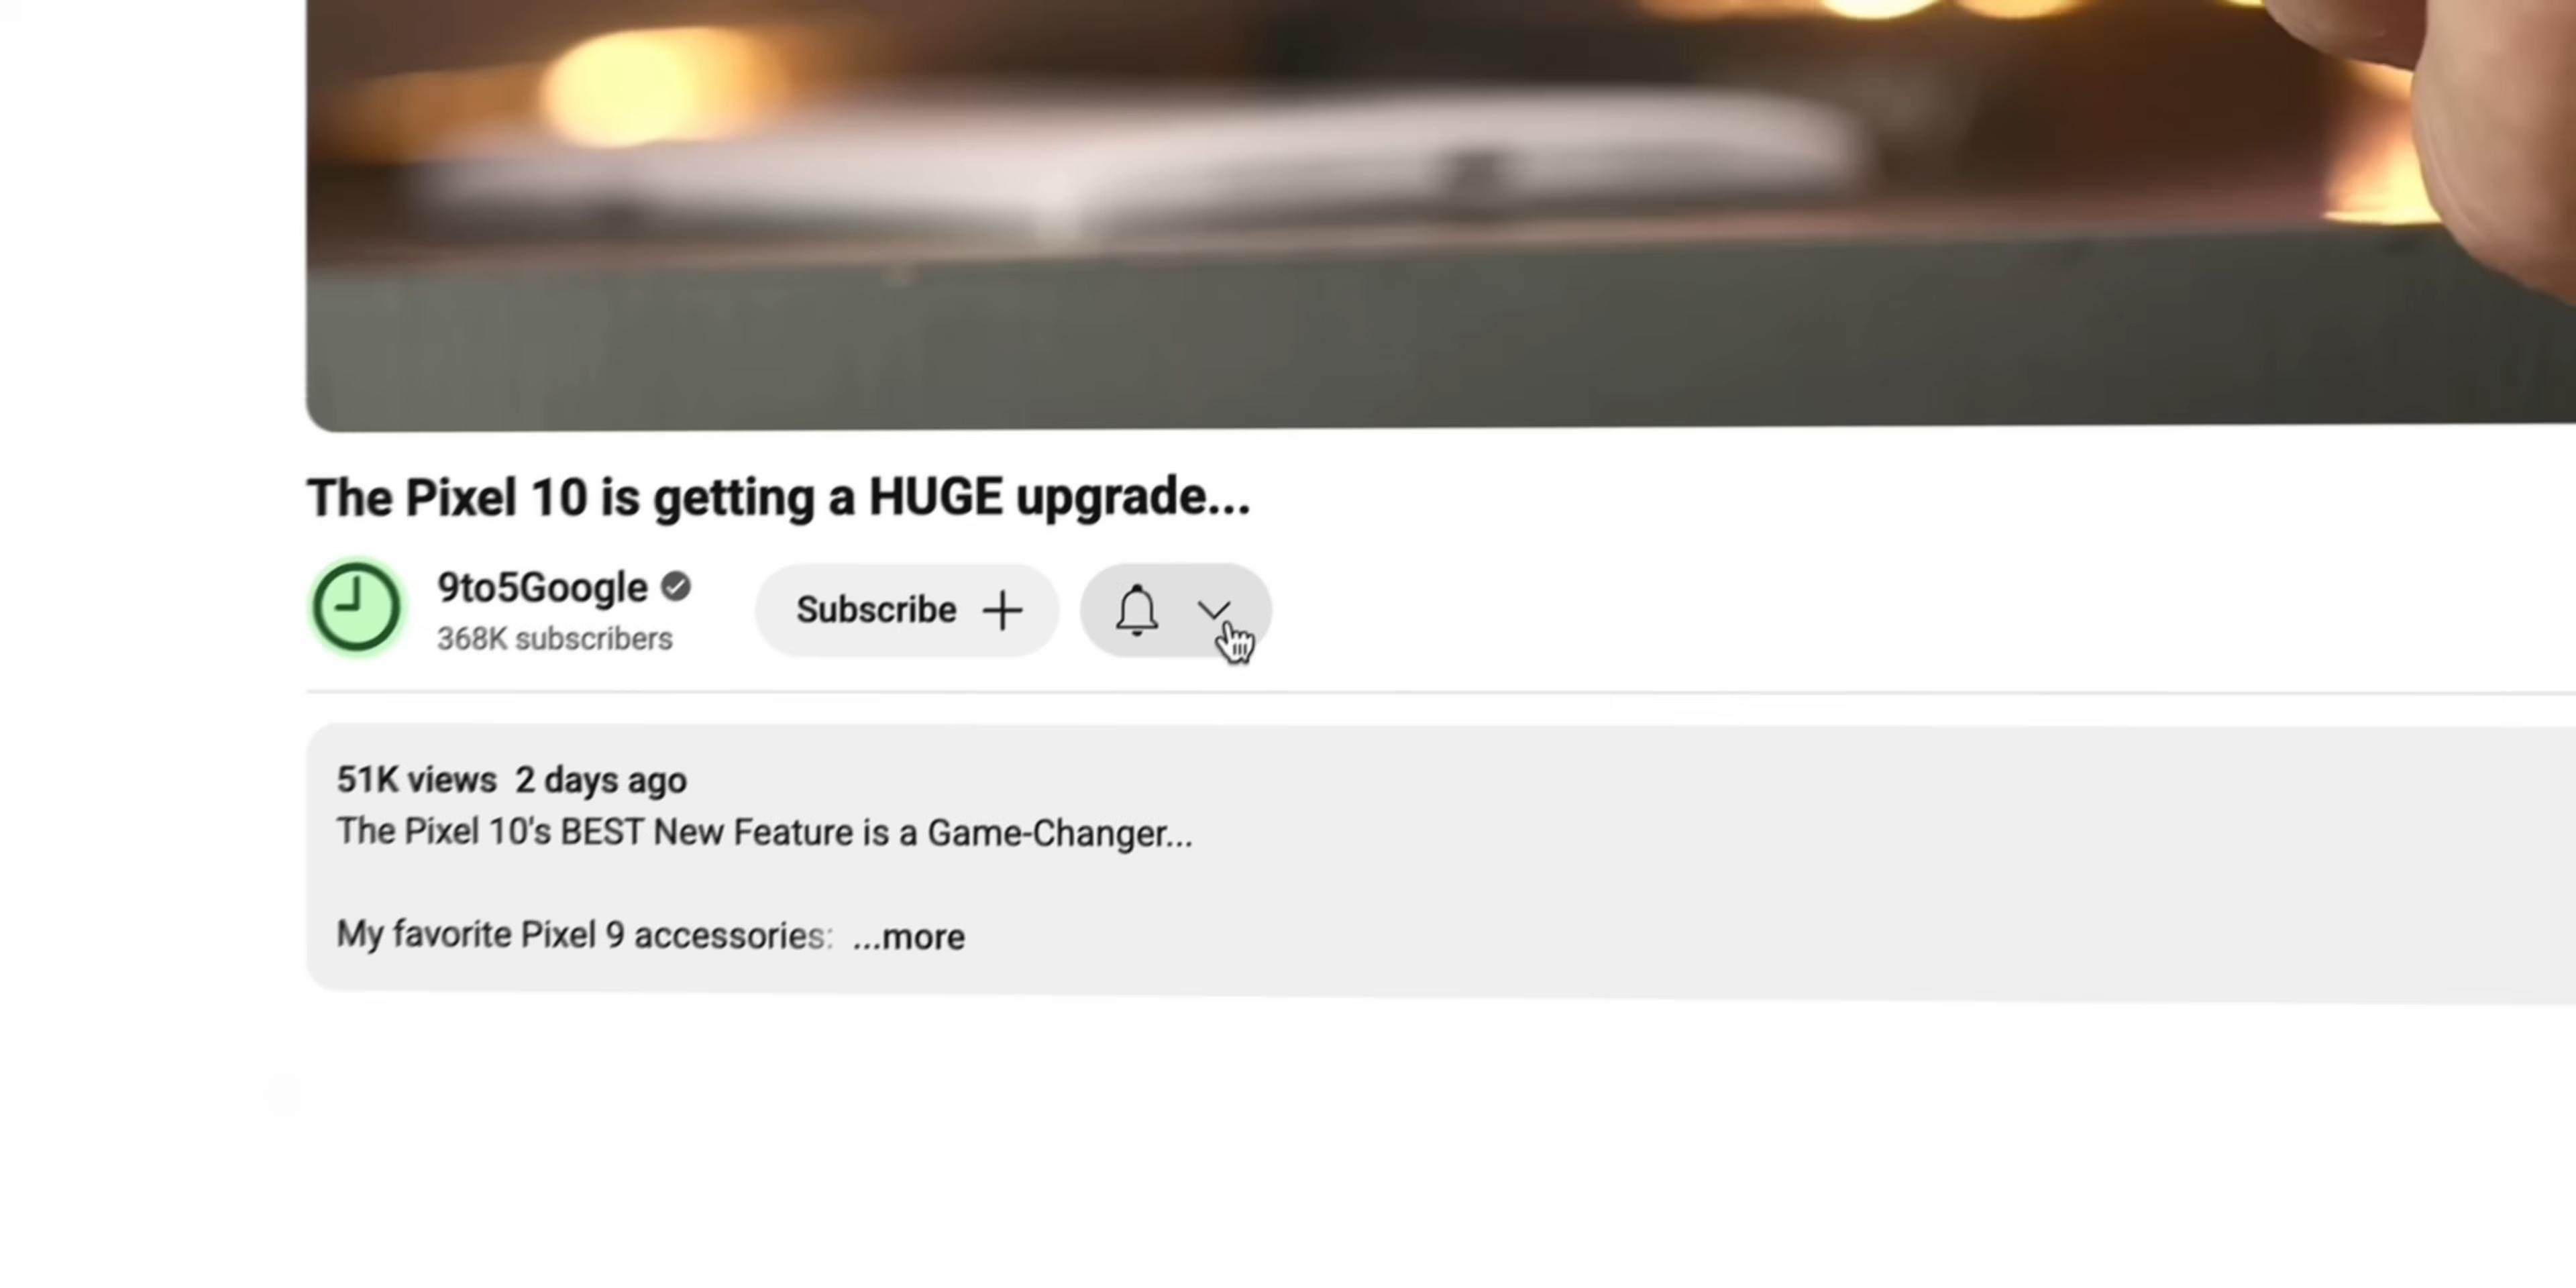 The Pixel 10 is getting a HUGE upgrade...
9to5Google
368K subscribers
Subscribe
51K views 2 days ago
The Pixel 10's BEST New Feature is a Game-Changer...
My favorite Pixel 9 accessories: ...more